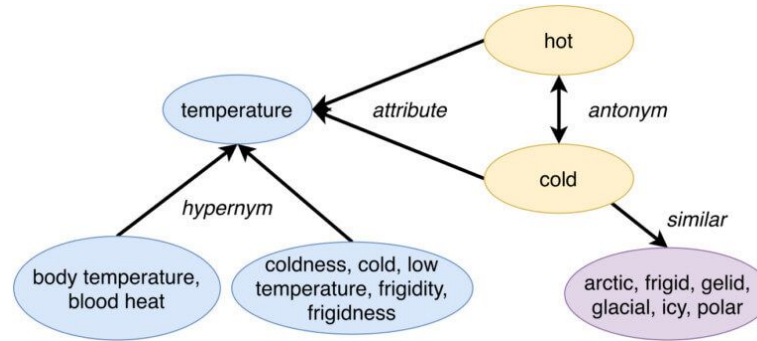 hot
temperature
attribute
antonym
cold
hypernym
similar
body temperature,
blood heat
coldness, cold, low
temperature, frigidity,
frigidness
arctic, frigid, gelid,
glacial, icy, polar